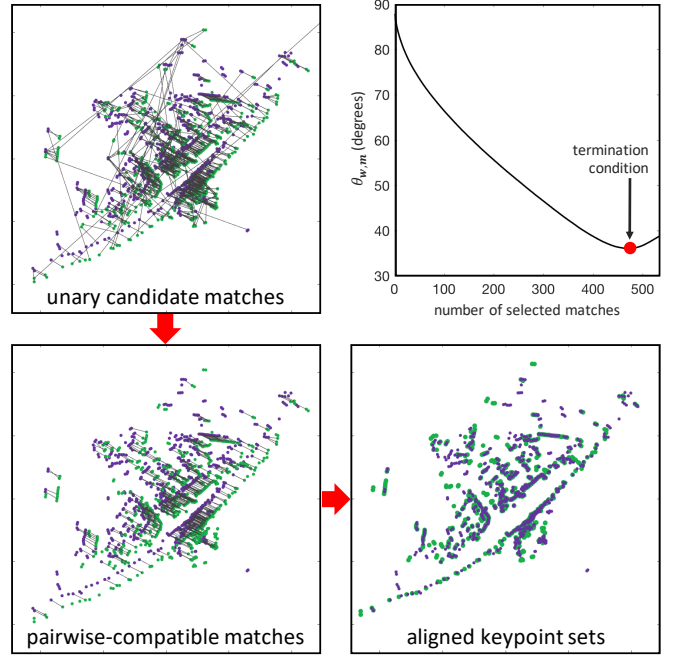 unary candidate matches
90
80
70
60
50
40
30
θw,m (degrees)
termination
condition
0 100 200 300 400 500
number of selected matches
pairwise-compatible matches
aligned keypoint sets